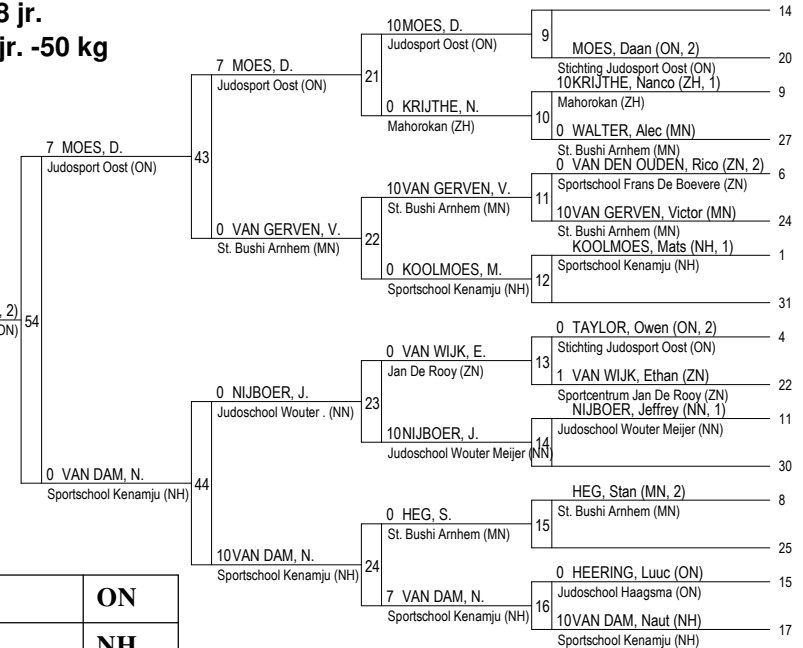 8 jr.
jr. -50 kg
14
10 MOES, D.
Judosport Oost (ON)
9
MOES, Daan (ON, 2)
Stichting Judosport Oost (ON)
20
7 MOES, D.
Judosport Oost (ON)
21
10 KRIJTHE, Nanco (ZH, 1)
Mahorokan (ZH)
9
0 KRIJTHE, N.
Mahorokan (ZH)
10
0 WALTER, Alec (MN)
St. Bushi Arnhem (MN)
27
7 MOES, D.
Judosport Oost (ON)
43
0 VAN DEN OUDEN, Rico (ZN, 2)
Sportschool Frans De Boevere (ZN)
6
10 VAN GERVEN, V.
St. Bushi Arnhem (MN)
11
10 VAN GERVEN, Victor (MN)
St. Bushi Arnhem (MN)
24
0 VAN GERVEN, V.
St. Bushi Arnhem (MN)
22
KOOLMOES, Mats (NH, 1)
Sportschool Kenamju (NH)
1
0 KOOLMOES, M.
Sportschool Kenamju (NH)
12
31
, 2)
ON)
54
0 TAYLOR, Owen (ON, 2)
Stichting Judosport Oost (ON)
4
0 VAN WIJK, E.
Jan De Rooy (ZN)
13
1 VAN WIJK, Ethan (ZN)
Sportcentrum Jan De Rooy (ZN)
22
0 NIJBOER, J.
Judoschool Wouter . (NN)
23
NIJBOER, Jeffrey (NN, 1)
Judoschool Wouter Meijer (NN)
11
10 NIJBOER, J.
Judoschool Wouter Meijer (NN)
14
30
0 VAN DAM, N.
Sportschool Kenamju (NH)
44
HEG, Stan (MN, 2)
St. Bushi Arnhem (MN)
8
0 HEG, S.
St. Bushi Arnhem (MN)
15
25
10 VAN DAM, N.
Sportschool Kenamju (NH)
24
0 HEERING, Luuc (ON)
Judoschool Haagsma (ON)
15
7 VAN DAM, N.
Sportschool Kenamju (NH)
16
10 VAN DAM, Naut (NH)
Sportschool Kenamju (NH)
17
ON
NH